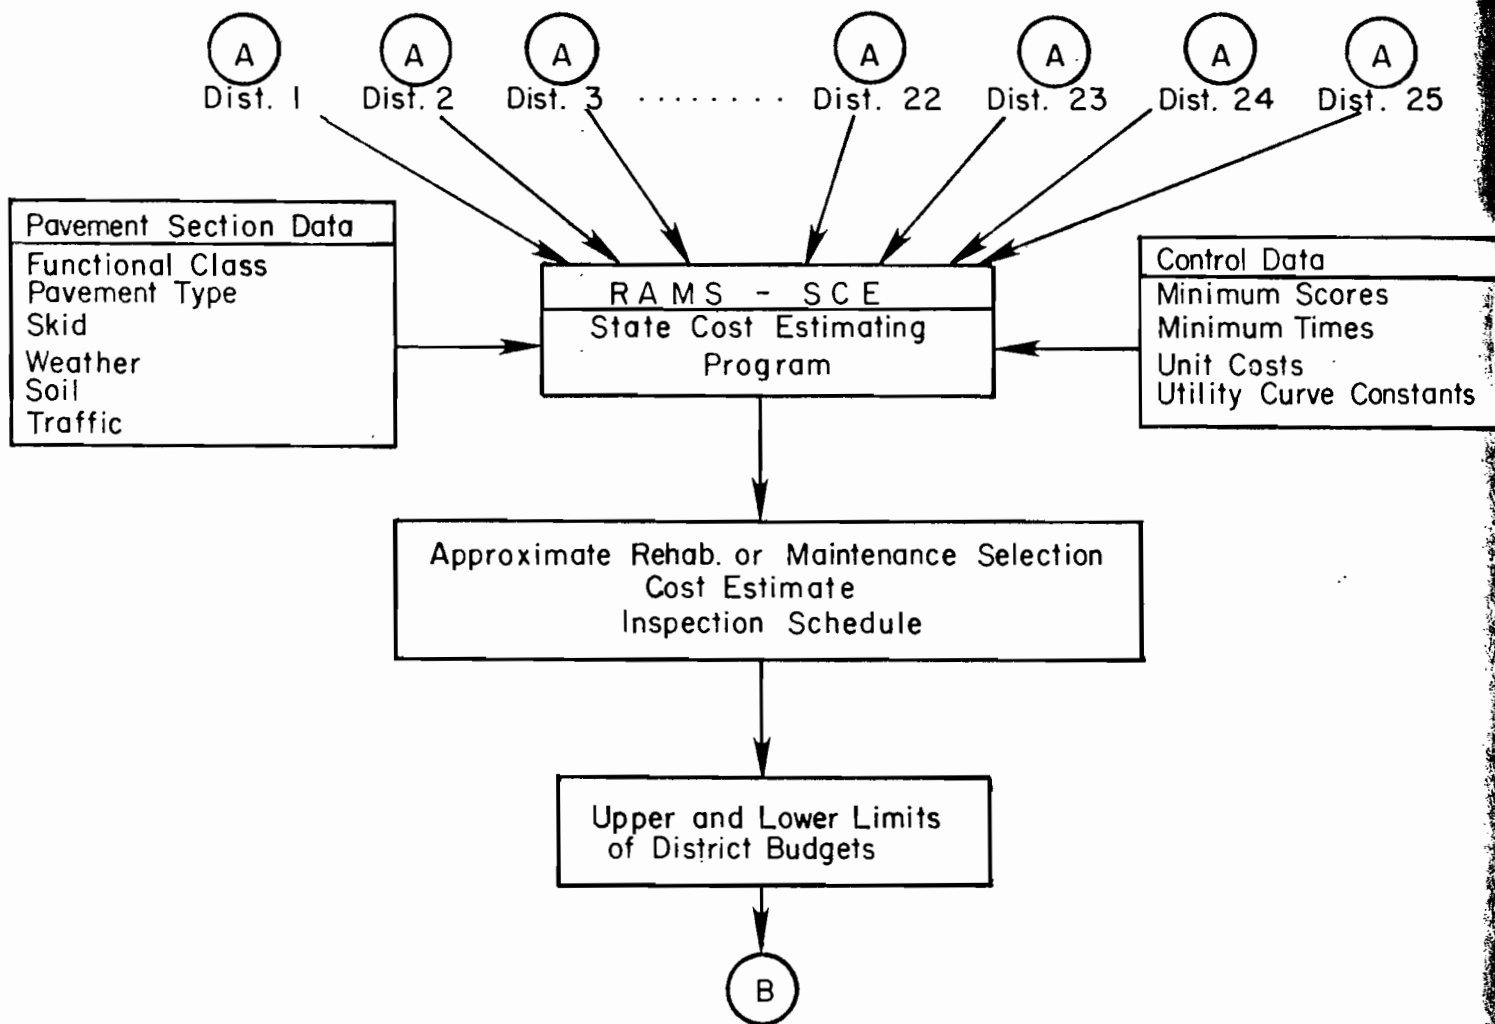 A A A A A A A
Dist. 1 Dist. 2 Dist. 3 ........ Dist. 22 Dist. 23 Dist. 24 Dist. 25
Pavement Section Data
Functional Class
Pavement Type
Skid
Weather
Soil
Traffic
RAMS - SCE
State Cost Estimating
Program
Control Data
Minimum Scores
Minimum Times
Unit Costs
Utility Curve Constants
Approximate Rehab. or Maintenance Selection
Cost Estimate
Inspection Schedule
Upper and Lower Limits
of District Budgets
B